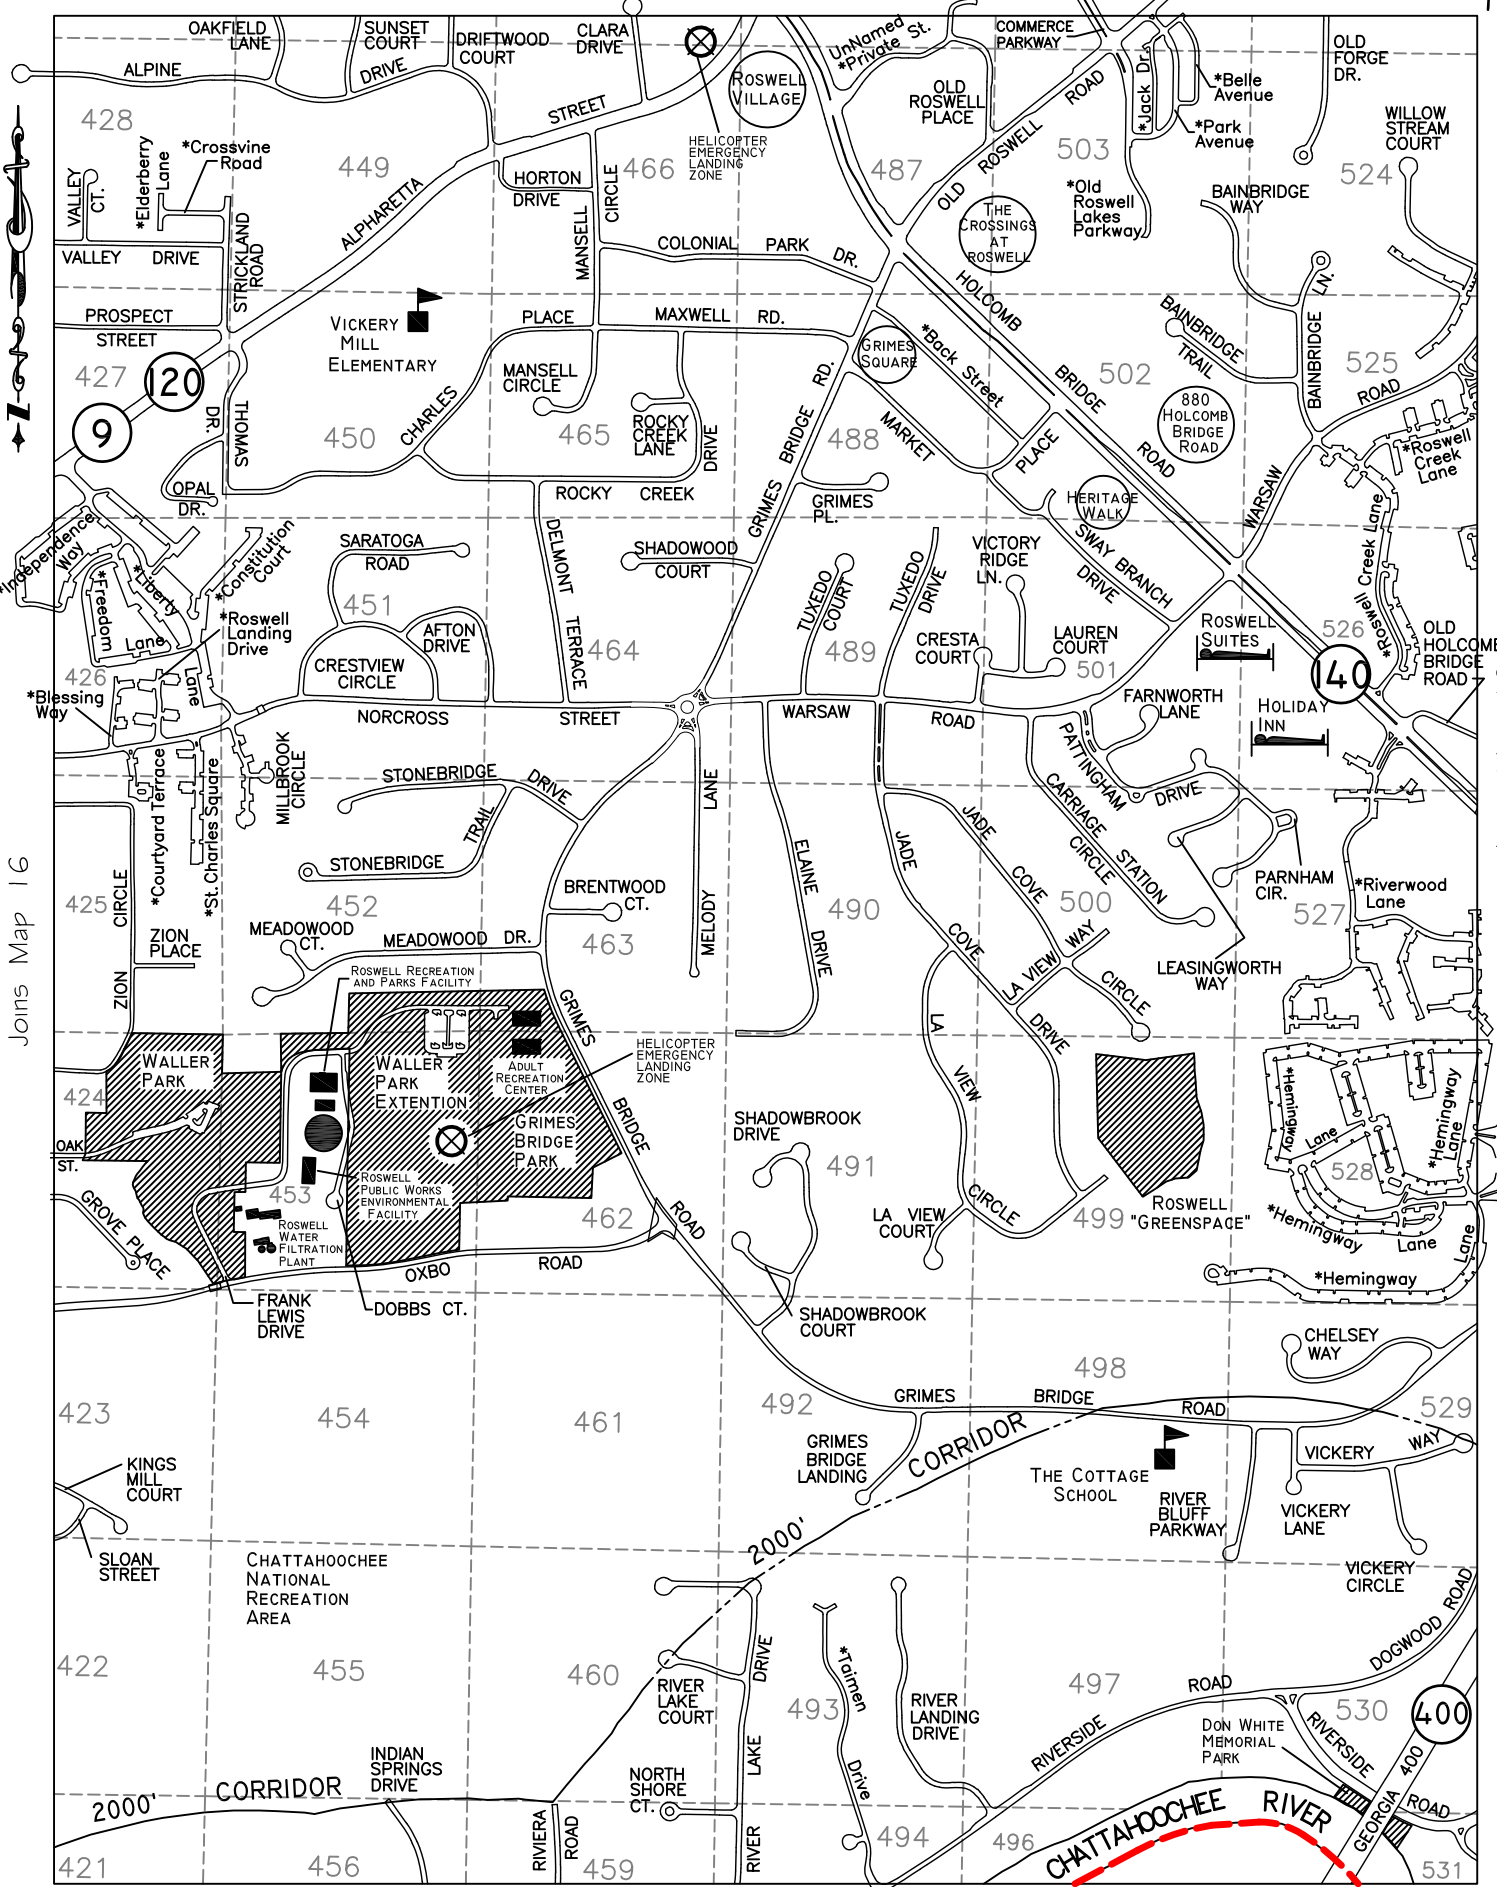 OAKFIELD
LANE
SUNSET
COURT
DRIFTWOOD
COURT
CLARA
DRIVE
UnNamed
*Private St.
COMMERCE
PARKWAY
OLD
FORGE
DR.
ALPINE
DRIVE
STREET
ROSWELL
VILLAGE
OLD
ROSWELL
PLACE
ROAD
*Jack Dr.
*Belle
Avenue
*Park
Avenue
WILLOW
STREAM
COURT
428
*Crossvine
Road
*Elderberry
Lane
VALLEY
CT.
449
466
HELICOPTER
EMERGENCY
LANDING
ZONE
487
OLD
ROSWELL
503
524
HORTON
DRIVE
MANSELL
CIRCLE
*Old
Roswell
Lakes
Parkway
BAINBRIDGE
WAY
THE
CROSSINGS
AT
ROSWELL
ALPHARETTA
STRICKLAND
ROAD
VALLEY DRIVE
COLONIAL PARK
DR.
HOLCOMB
BAINBRIDGE
LN.
BAINBRIDGE
TRAIL
PROSPECT
STREET
VICKERY
MILL
ELEMENTARY
PLACE
MAXWELL RD.
GRIMES
SQUARE
*Back Street
BRIDGE
502
525
427
120
9
MANSELL
CIRCLE
CHARLES
RD.
ROAD
880
HOLCOMB
BRIDGE
ROAD
DR.
THOMAS
450
465
ROCKY
CREEK
LANE
DRIVE
BRIDGE
488
MARKET
PLACE
ROAD
*Roswell
Creek
Lane
OPAL
DR.
ROCKY CREEK
GRIMES
PL.
GRIMES
HERITAGE
WALK
WARSAW
*Independence
Way
*Constitution
Court
SARATOGA
ROAD
DELMONT
TERRACE
SHADOWOOD
COURT
VICTORY
RIDGE
LN.
SWAY BRANCH
DRIVE
*Roswell Creek Lane
*Freedom
Lane
*Liberty
Lane
451
TUXEDO
COURT
TUXEDO
DRIVE
*Roswell
Landing
Drive
AFTON
DRIVE
464
489
CRESTA
COURT
LAUREN
COURT
501
ROSWELL
SUITES
526
OLD
HOLCOMB
BRIDGE
ROAD
140
CRESTVIEW
CIRCLE
426
*Blessing
Way
NORCROSS
STREET
WARSAW
ROAD
FARNWORTH
LANE
HOLIDAY
INN
PATTINGHAM
DRIVE
MILLBROOK
CIRCLE
*Courtyard Terrace
*St. Charles Square
STONEBRIDGE DRIVE
TRAIL
LANE
MELODY
ELAINE
DRIVE
JADE
COVE
DRIVE
JADE
COVE
CIRCLE
CARRIAGE
STATION
CIRCLE
STONEBRIDGE
Joins Map 16
425
CIRCLE
ZION
452
BRENTWOOD
CT.
490
500
PARNHAM
CIR.
*Riverwood
Lane
527
ZION
PLACE
MEADOWOOD
CT.
MEADOWOOD DR.
463
LA VIEW
WAY
LEASINGWORTH
WAY
ROSWELL RECREATION
AND PARKS FACILITY
GRIMES
BRIDGE
ROAD
LA
VIEW
CIRCLE
WALLER
PARK
WALLER
PARK
EXTENTION
ADULT
RECREATION
CENTER
HELICOPTER
EMERGENCY
LANDING
ZONE
424
GRIMES
BRIDGE
PARK
SHADOWBROOK
DRIVE
*Hemingway
Lane
*Hemingway
Lane
OAK
ST.
491
528
453
ROSWELL
PUBLIC WORKS
ENVIRONMENTAL
FACILITY
GROVE PLACE
ROSWELL
WATER
FILTRATION
PLANT
462
LA VIEW
COURT
499
ROSWELL
"GREENSPACE"
*Hemingway
Lane
Lane
*Hemingway
OXBO
ROAD
FRANK
LEWIS
DRIVE
DOBBS CT.
SHADOWBROOK
COURT
CHELSEY
WAY
498
423
454
461
492
GRIMES BRIDGE ROAD
529
KINGS
MILL
COURT
GRIMES
BRIDGE
LANDING
CORRIDOR
THE COTTAGE
SCHOOL
VICKERY WAY
RIVER
BLUFF
PARKWAY
VICKERY
LANE
2000'
SLOAN
STREET
CHATTAHOOCHEE
NATIONAL
RECREATION
AREA
VICKERY
CIRCLE
DOGWOOD
ROAD
422
455
460
DRIVE
*Taimen
Drive
497
ROAD
RIVER
LAKE
COURT
493
RIVER
LANDING
DRIVE
530
400
RIVERSIDE
DON WHITE
MEMORIAL
PARK
RIVERSIDE
ROAD
INDIAN
SPRINGS
DRIVE
NORTH
SHORE
CT.
LAKE
RIVER
2000'
CORRIDOR
CHATTAHOOCHEE RIVER
GEORGIA 400
RIVIERA
ROAD
421
456
459
494
496
531